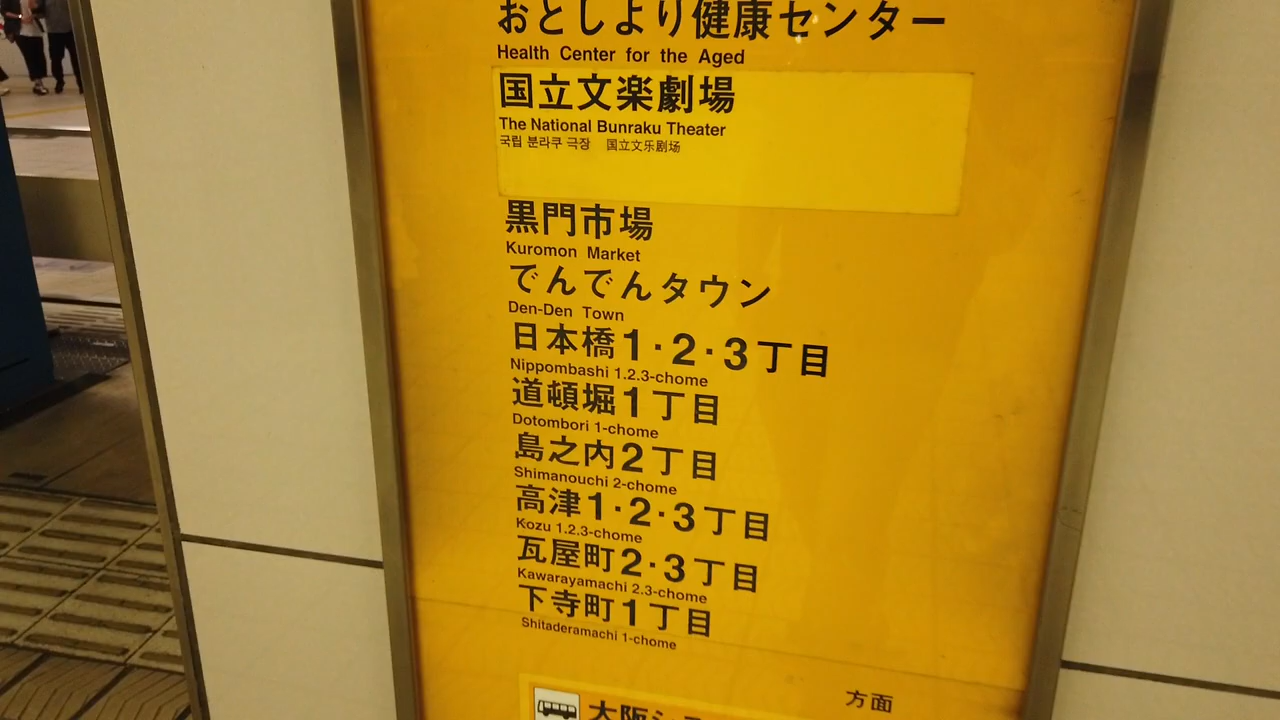 おとしより健康センター
Health Center for the Aged
国立文楽劇場
The National Bunraku Theater
국립 분라쿠 극장 国立文乐剧场
黒門市場
Kuromon Market
でんでんタウン
Den-Den Town
日本橋1・2・3丁目
Nippombashi 1.2.3-chome
道頓堀1丁目
Dotombori 1-chome
島之内2丁目
Shimanouchi 2-chome
高津1・2・3丁目
Kozu 1.2.3-chome
瓦屋町2・3丁目
Kawarayamachi 2.3-chome
下寺町1丁目
Shitaderamachi 1-chome
方面
大阪シ